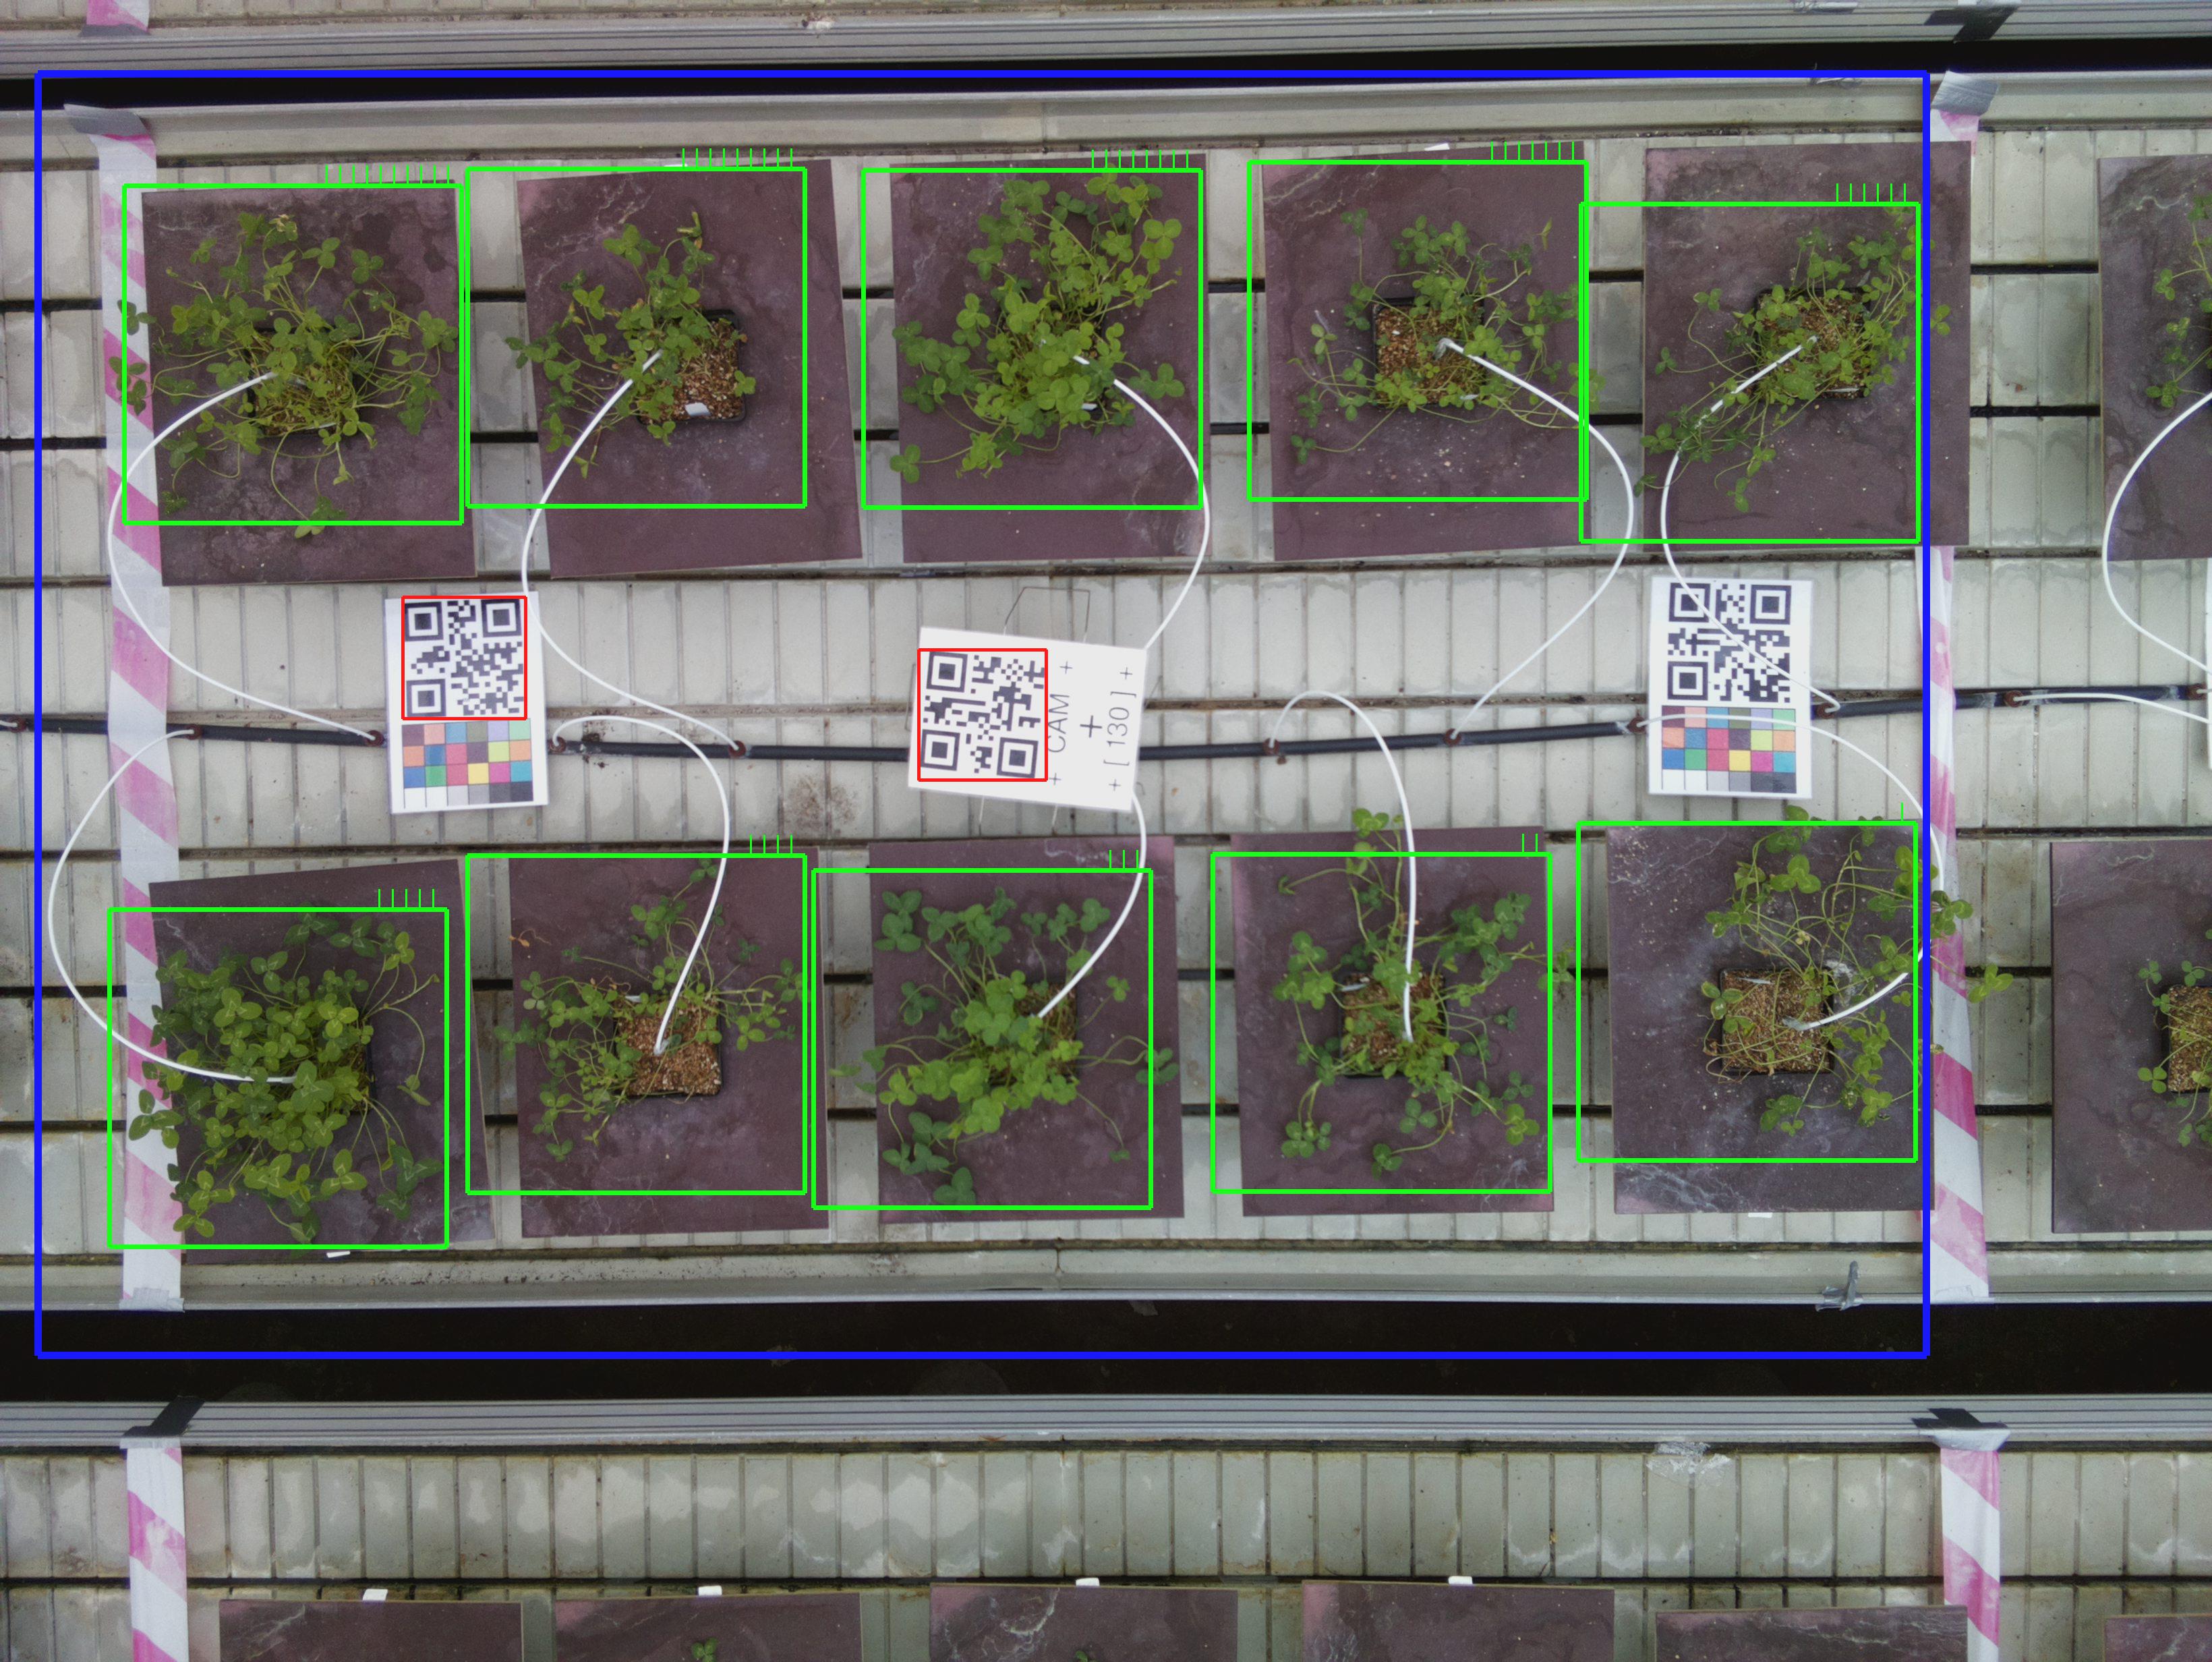 + CAM +
+
+ [ 130 ] +